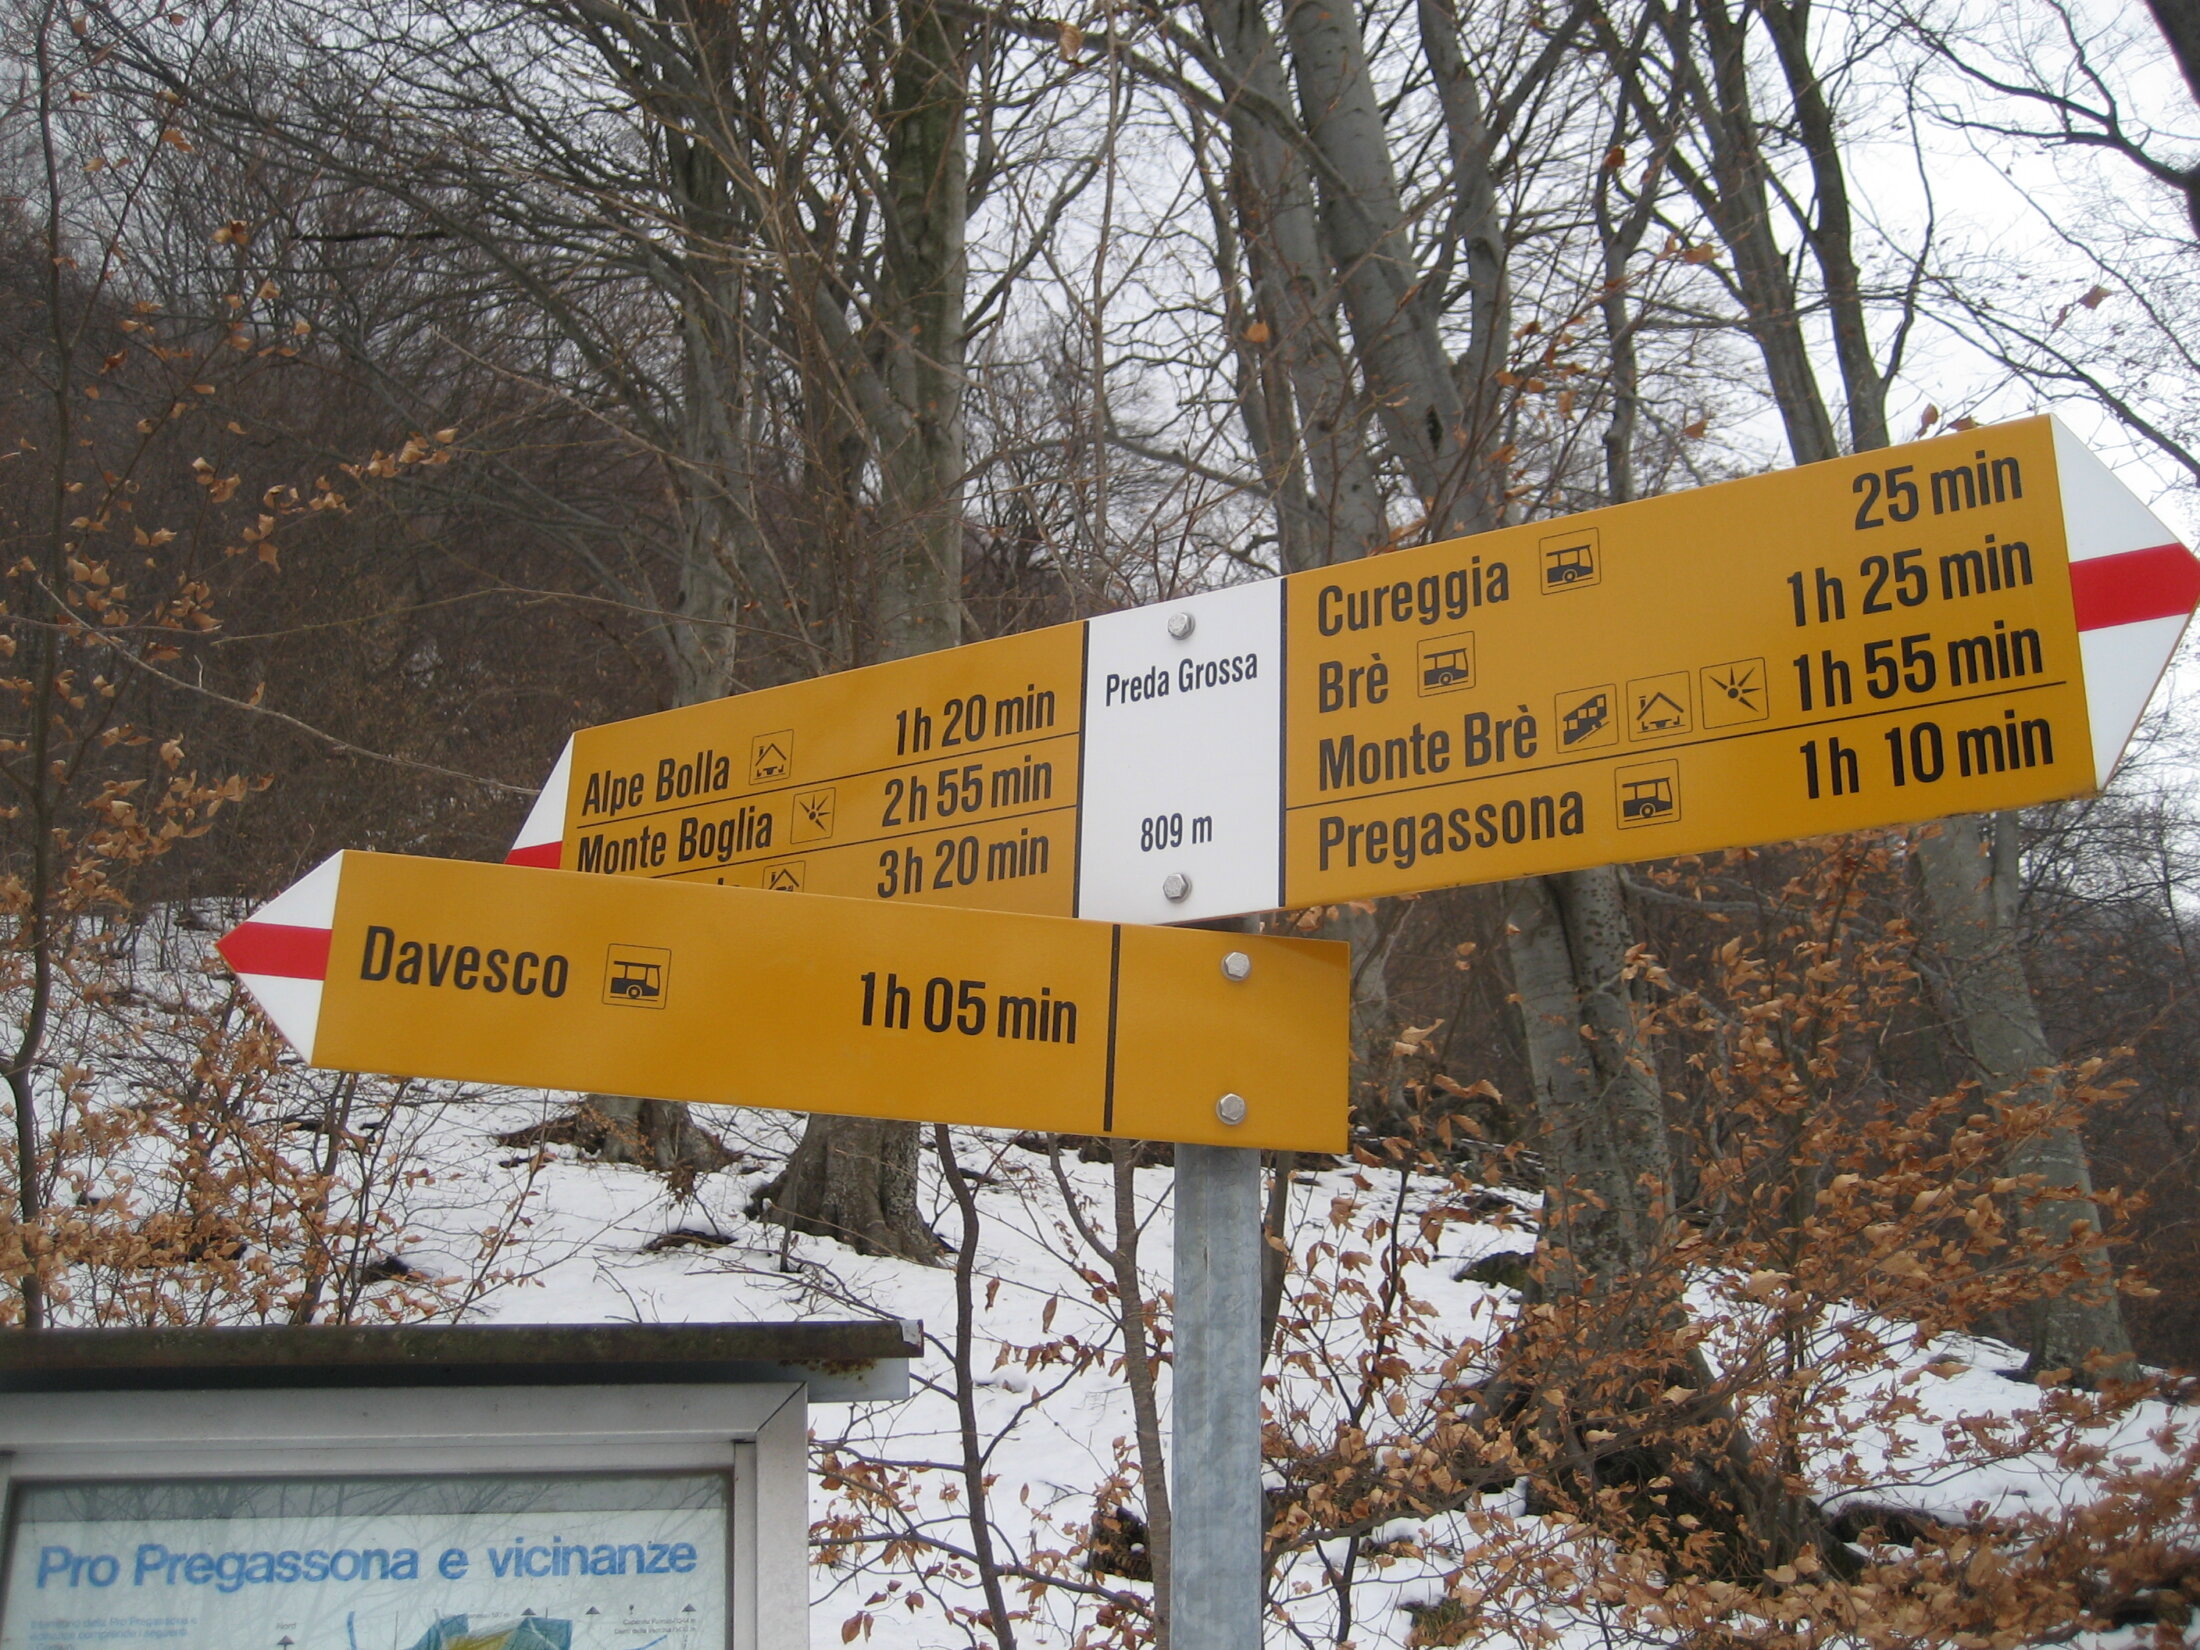 Alpe Bolla 1h 20 min
Monte Boglia 2h 55 min
3h 20 min
Preda Grossa
809 m
Cureggia 25 min
Brè 1h 25 min
Monte Brè 1h 55 min
Pregassona 1h 10 min
Davesco 1h 05 min
Pro Pregassona e vicinanze
Nord